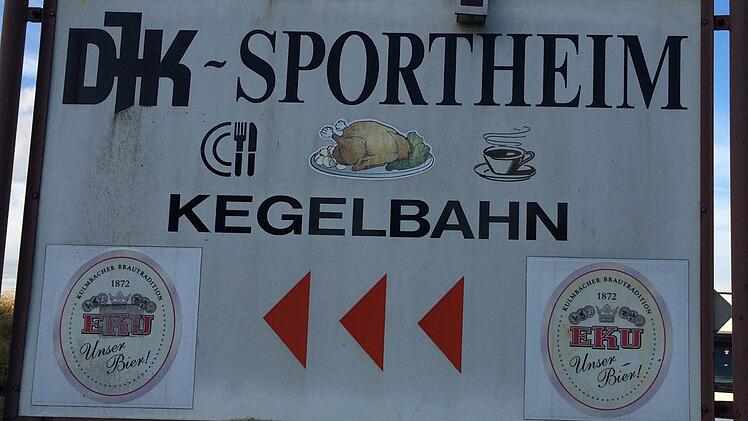 DJK ~ SPORTHEIM
KEGELBAHN
KULMBACHER BRAUTRADITION
1872
EKU
Unser
Bier!
KULMBACHER BRAUTRADITION
1872
EKU
Unser
Bier!